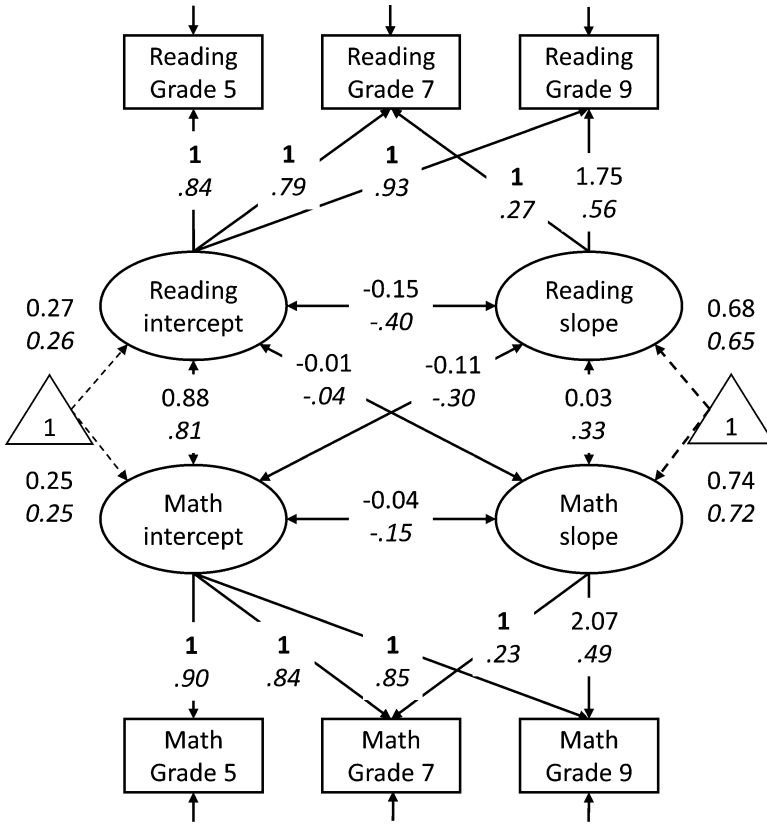 Reading
Grade 5
Reading
Grade 7
Reading
Grade 9
1
.84
1
.79
1
.93
1
.27
1.75
.56
Reading
intercept
-0.15
-.40
Reading
slope
0.27
0.26
0.68
0.65
-0.01
-.04
-0.11
-.30
0.88
.81
0.03
.33
1
1
0.25
0.25
0.74
0.72
Math
intercept
-0.04
-.15
Math
slope
1
.90
1
.84
1
.85
1
.23
2.07
.49
Math
Grade 5
Math
Grade 7
Math
Grade 9